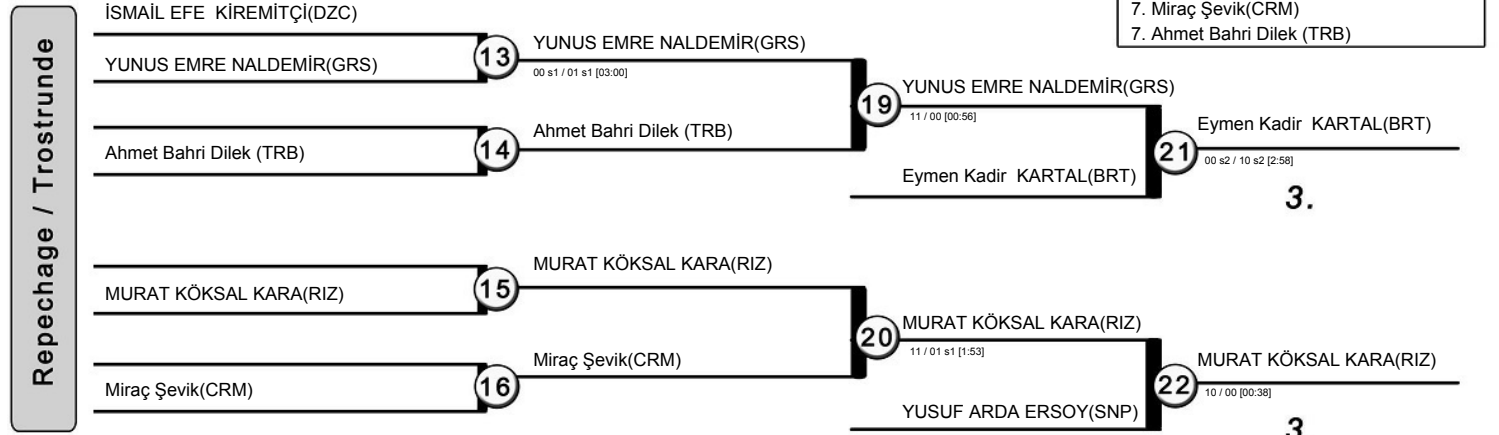 7. Miraç Şevik(CRM)
7. Ahmet Bahri Dilek (TRB)
Repechage / Trostrunde
İSMAİL EFE KİREMİTÇİ(DZC)
YUNUS EMRE NALDEMİR(GRS)
13
YUNUS EMRE NALDEMİR(GRS)
00 s1 / 01 s1 [03:00]
Ahmet Bahri Dilek (TRB)
14
Ahmet Bahri Dilek (TRB)
19
YUNUS EMRE NALDEMİR(GRS)
11 / 00 [00:56]
Eymen Kadir KARTAL(BRT)
21
Eymen Kadir KARTAL(BRT)
00 s2 / 10 s2 [2:58]
3.
MURAT KÖKSAL KARA(RIZ)
15
MURAT KÖKSAL KARA(RIZ)
Miraç Şevik(CRM)
16
Miraç Şevik(CRM)
20
MURAT KÖKSAL KARA(RIZ)
11 / 01 s1 [1:53]
YUSUF ARDA ERSOY(SNP)
22
MURAT KÖKSAL KARA(RIZ)
10 / 00 [00:38]
3